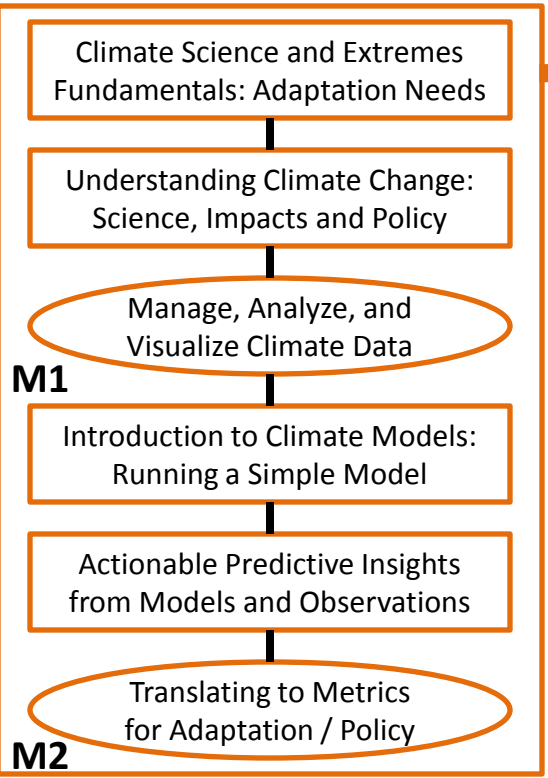 Climate Science and Extremes
Fundamentals: Adaptation Needs
Understanding Climate Change:
Science, Impacts and Policy
Manage, Analyze, and
Visualize Climate Data
M1
Introduction to Climate Models:
Running a Simple Model
Actionable Predictive Insights
from Models and Observations
Translating to Metrics
for Adaptation / Policy
M2